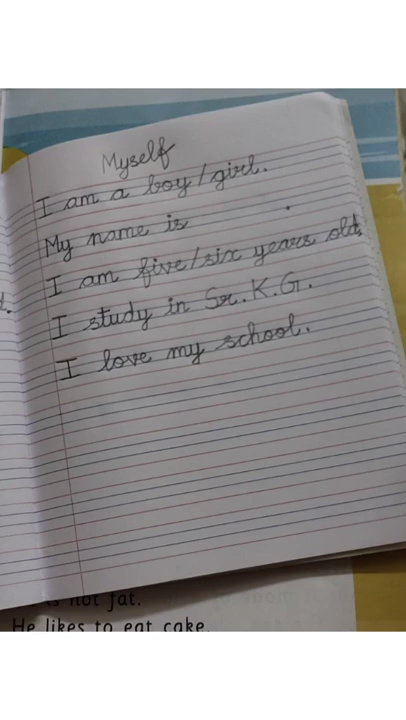 Myself
I am a boy/girl.
My name is .
I am five/six years old.
I study in Sr. K. G.
I love my school.
is not fat.
He likes to eat cake.